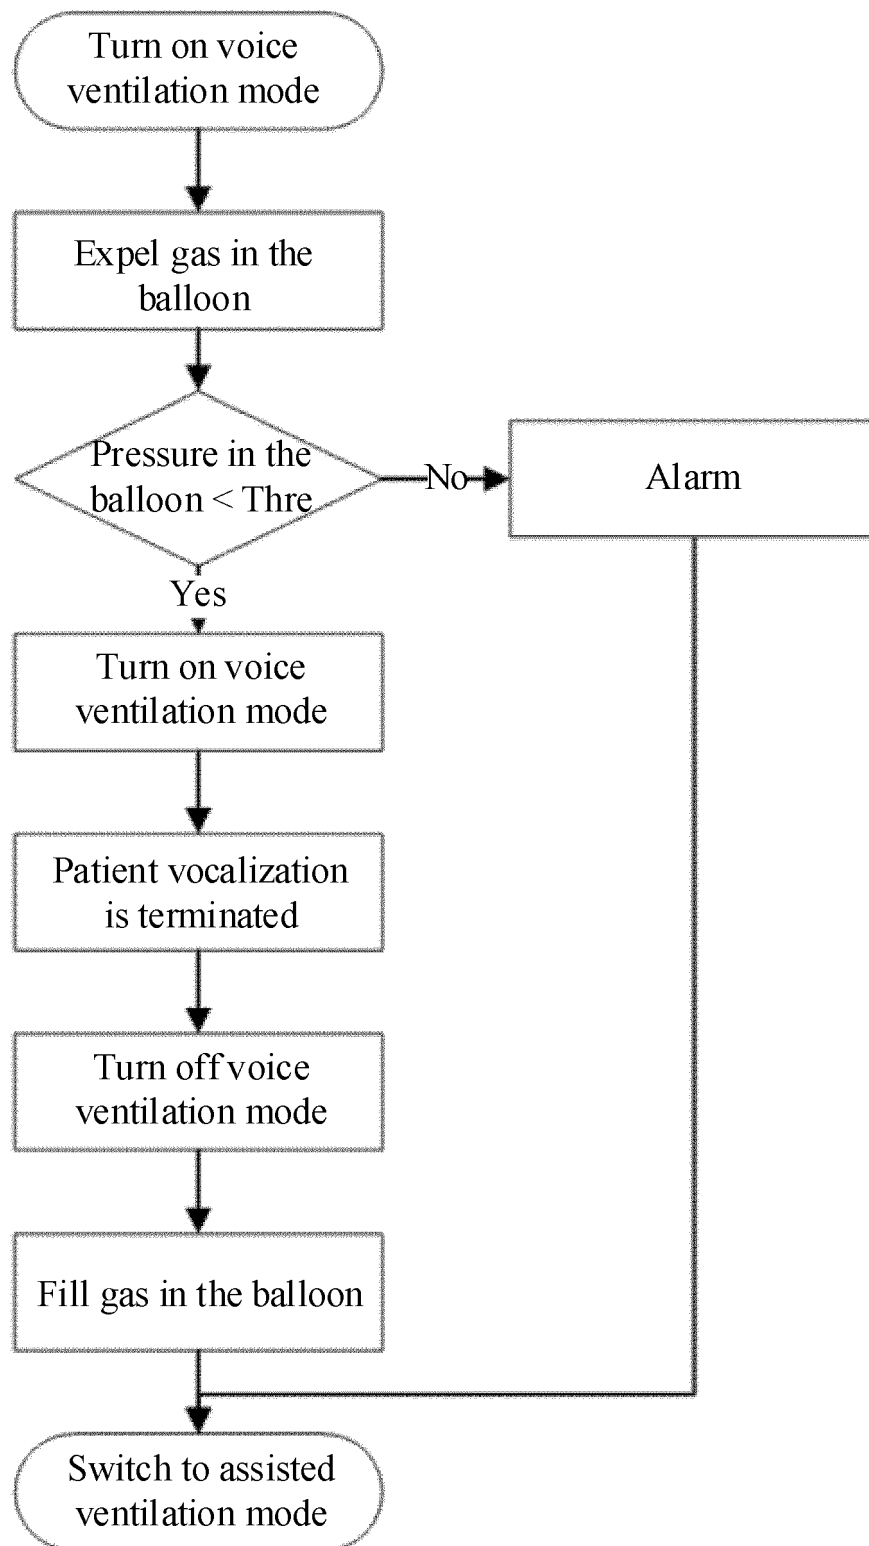 Turn on voice
ventilation mode
Expel gas in the
balloon
Pressure in the
balloon < Thre
No
Alarm
Yes
Turn on voice
ventilation mode
Patient vocalization
is terminated
Turn off voice
ventilation mode
Fill gas in the balloon
Switch to assisted
ventilation mode